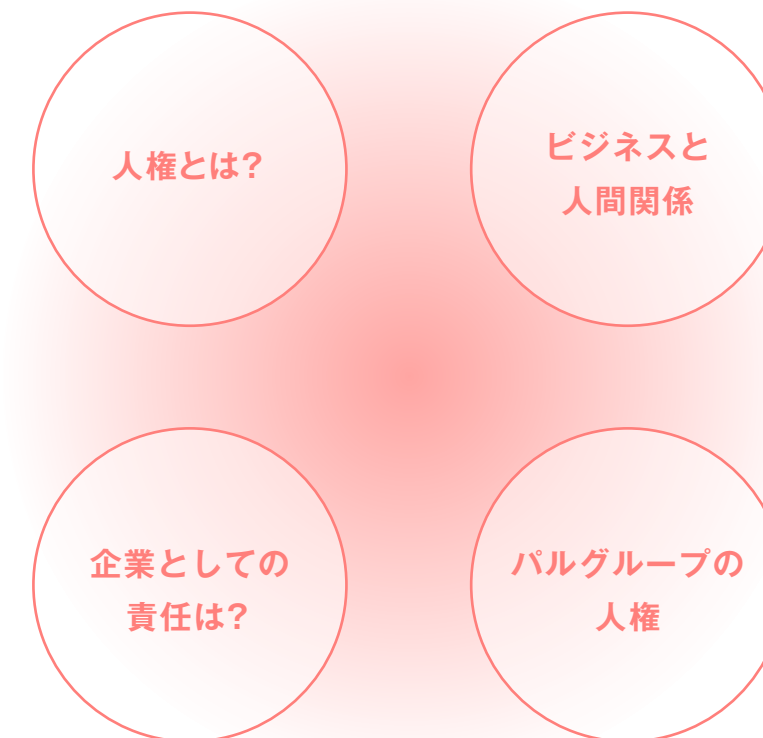 人権とは?
ビジネスと
人間関係
企業としての
責任は?
パルグループの
人権